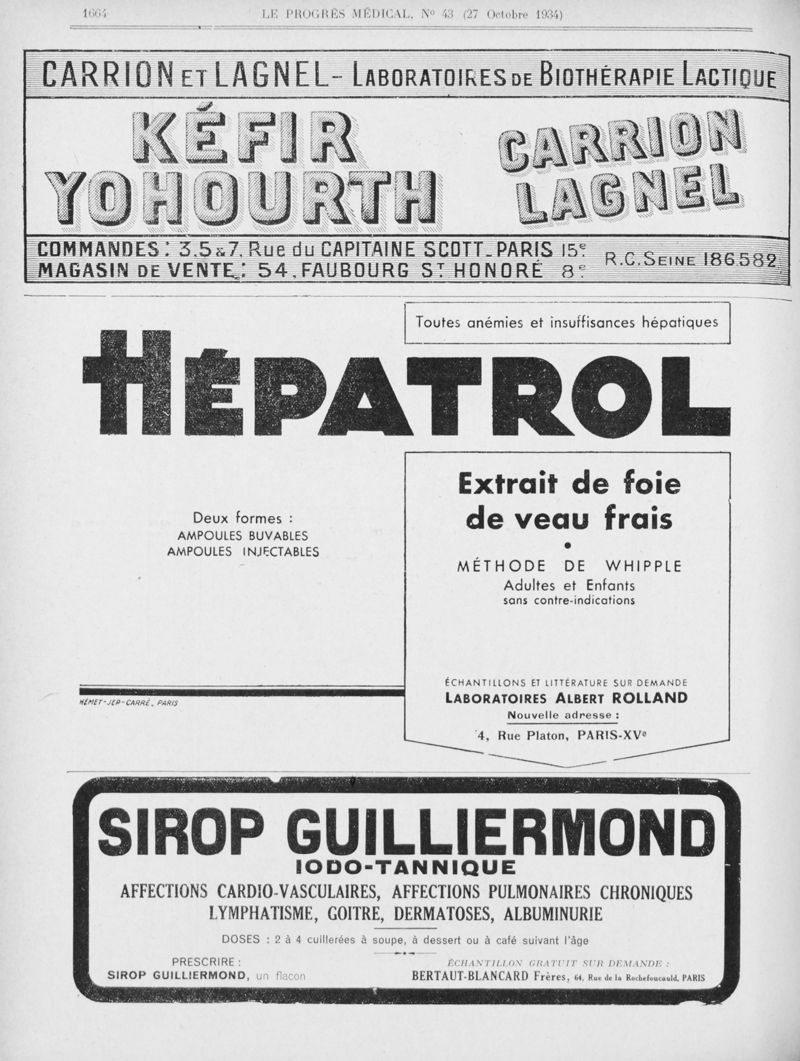 1664
LE PROGRÈS MÉDICAL, N° 43 (27 Octobre 1934)
CARRION ET LAGNEL - LABORATOIRES DE BIOTHÉRAPIE LACTIQUE
KÉFIR
YOHOURTH
CARRION
LAGNEL
COMMANDES: 3,5&7, Rue du CAPITAINE SCOTT_PARIS 15e
MAGASIN DE VENTE: 54, FAUBOURG ST HONORÉ 8e
R.C. SEINE 186.582
Toutes anémies et insuffisances hépatiques
HÉPATROL
Deux formes :
AMPOULES BUVABLES
AMPOULES INJECTABLES
Extrait de foie
de veau frais
•
MÉTHODE DE WHIPPLE
Adultes et Enfants
sans contre-indications
ÉCHANTILLONS ET LITTÉRATURE SUR DEMANDE
LABORATOIRES ALBERT ROLLAND
Nouvelle adresse :
4, Rue Platon, PARIS-XVe
HÉMET-JEP-CARRÉ, PARIS
SIROP GUILLIERMOND
IODO-TANNIQUE
AFFECTIONS CARDIO-VASCULAIRES, AFFECTIONS PULMONAIRES CHRONIQUES
LYMPHATISME, GOITRE, DERMATOSES, ALBUMINURIE
DOSES : 2 à 4 cuillerées à soupe, à dessert ou à café suivant l'âge
PRESCRIRE :
SIROP GUILLIERMOND, un flacon
ÉCHANTILLON GRATUIT SUR DEMANDE :
BERTAUT-BLANCARD Frères, 64, Rue de la Rochefoucauld, PARIS